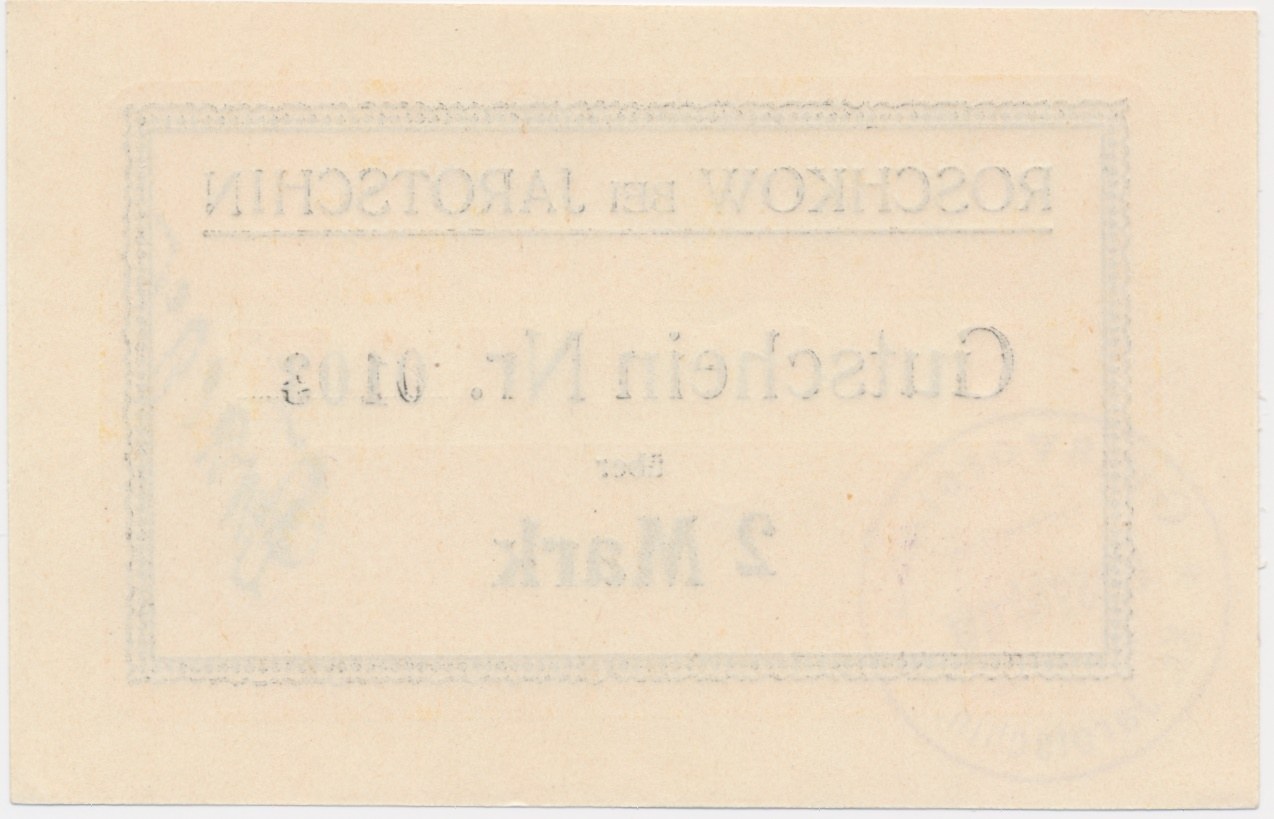 ROSCHKOW BEI JAROTSCHIN
Gutschein Nr. 0103
über
2 Mark